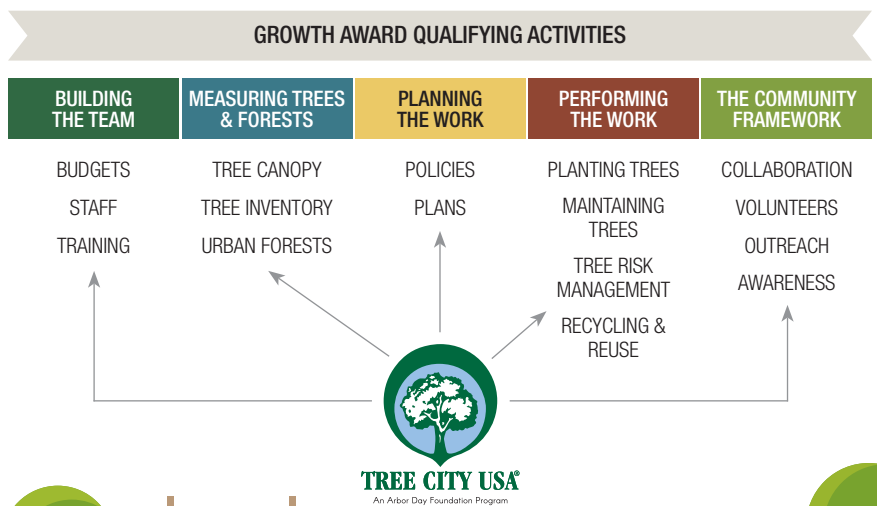 GROWTH AWARD QUALIFYING ACTIVITIES
BUILDING
THE TEAM
BUDGETS
STAFF
TRAINING
MEASURING TREES
& FORESTS
TREE CANOPY
TREE INVENTORY
URBAN FORESTS
PLANNING
THE WORK
POLICIES
PLANS
PERFORMING
THE WORK
PLANTING TREES
MAINTAINING
TREES
TREE RISK
MANAGEMENT
RECYCLING &
REUSE
THE COMMUNITY
FRAMEWORK
COLLABORATION
VOLUNTEERS
OUTREACH
AWARENESS
TREE CITY USA®
An Arbor Day Foundation Program